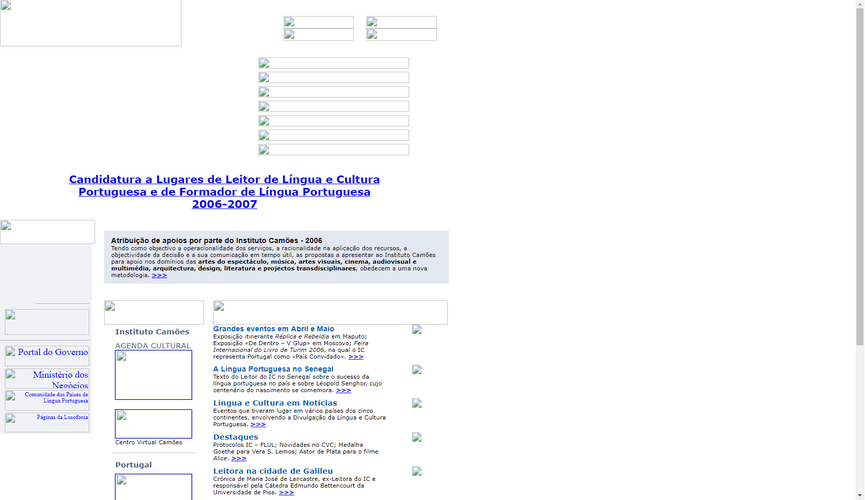 Candidatura a Lugares de Leitor de Língua e Cultura
Portuguesa e de Formador de Língua Portuguesa
2006-2007
Atribuição de apoios por parte do Instituto Camões - 2006
Tendo como objectivo a operacionalidade dos serviços, a racionalidade na aplicação dos recursos, a
objectividade da decisão e a sua comunicação em tempo útil, as propostas a apresentar ao Instituto Camões
para apoio nos domínios das artes do espectáculo, música, artes visuais, cinema, audiovisual e
multimédia, arquitectura, design, literatura e projectos transdisciplinares, obedecem a uma nova
metodologia. >>>
Portal do Governo
Ministério dos
Negócios
Comunidade dos Países de
Língua Portuguesa
Páginas da Lusofonia
Instituto Camões
AGENDA CULTURAL
Centro Virtual Camões
Portugal
Grandes eventos em Abril e Maio
Exposição itinerante Réplica e Rebeldia em Maputo;
Exposição «De Dentro – V Glup» em Moscovo; Feira
Internacional do Livro de Turim 2006, na qual o IC
representa Portugal como «País Convidado». >>>
A Língua Portuguesa no Senegal
Texto do Leitor do IC no Senegal sobre o sucesso da
língua portuguesa no país e sobre Léopold Senghor, cujo
centenário do nascimento se comemora. >>>
Língua e Cultura em Notícias
Eventos que tiveram lugar em vários países dos cinco
continentes, envolvendo a Divulgação da Língua e Cultura
Portuguesa. >>>
Destaques
Protocolos IC – FLUL; Novidades no CVC; Medalha
Goethe para Vera S. Lemos; Astor de Plata para o filme
Alice. >>>
Leitora na cidade de Galileu
Crónica de Maria José de Lancastre, ex-Leitora do IC e
responsável pela Cátedra Edmundo Bettencourt da
Universidade de Pisa. >>>